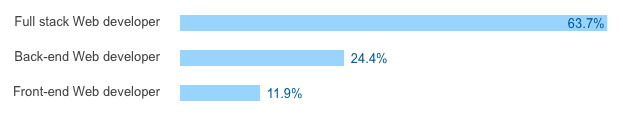 Full stack Web developer 63.7%
Back-end Web developer 24.4%
Front-end Web developer 11.9%